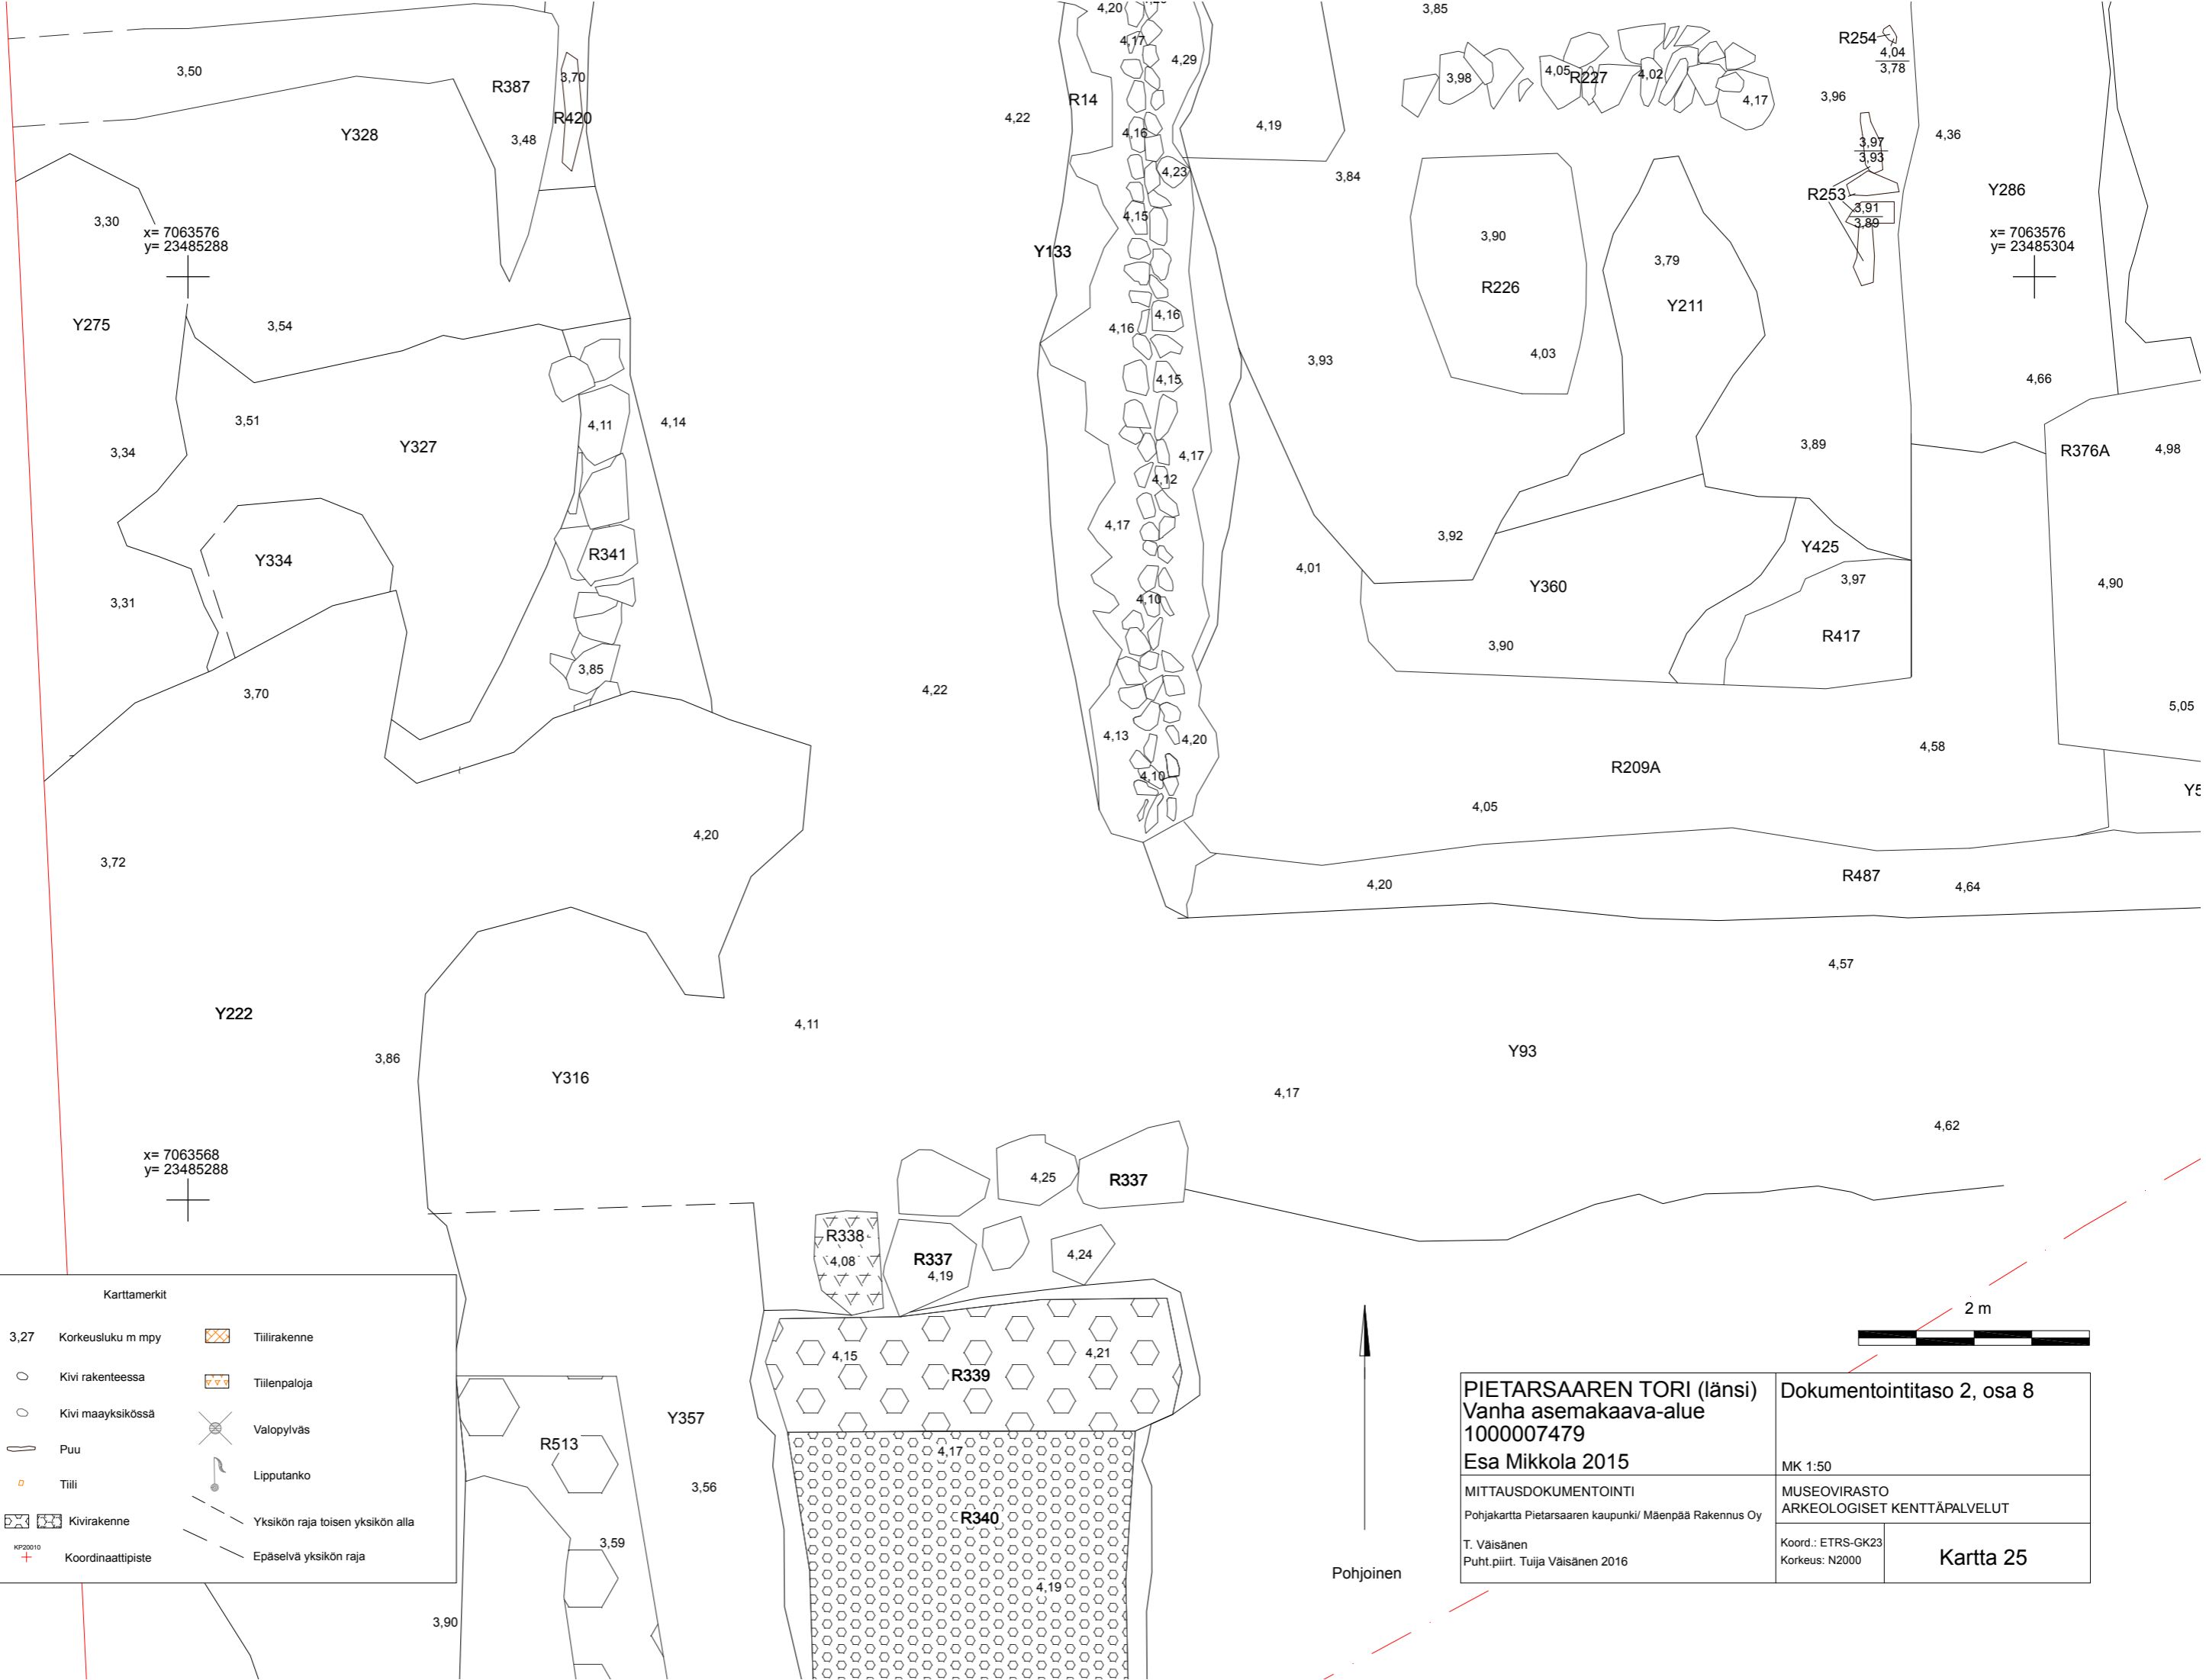 4,20
3,85
4,17
R254
4,04
3,78
3,50
R387
3,70
4,29
3,98
4,05
R227
4,02
4,17
3,96
R14
R420
4,22
4,19
4,16
4,36
Y328
3,48
3,97
3,93
4,23
3,84
R253
Y286
3,30
x= 7063576
y= 23485288
4,15
3,91
3,89
x= 7063576
y= 23485304
Y133
3,90
3,79
R226
Y211
Y275
3,54
4,16
4,16
3,93
4,03
4,15
4,66
3,51
4,11
4,14
3,34
Y327
4,17
3,89
R376A
4,98
4,12
4,17
3,92
Y334
R341
4,01
Y425
3,97
Y360
4,90
3,31
4,10
R417
3,90
3,85
3,70
4,22
5,05
4,13
4,20
4,58
4,10
R209A
4,05
4,20
3,72
R487
4,20
4,64
4,57
Y222
4,11
3,86
Y93
Y316
4,17
4,62
x= 7063568
y= 23485288
4,25
R337
R338
4,08
R337
4,19
4,24
4,15
4,21
R339
Y357
R513
4,17
3,56
R340
3,59
4,19
3,90
Karttamerkit
3,27 Korkeusluku m mpy
Tiilirakenne
Kivi rakenteessa
Tiilenpaloja
Kivi maayksikössä
Valopylväs
Puu
Lipputanko
Tiili
Kivirakenne
Yksikön raja toisen yksikön alla
KP20010
Koordinaattipiste
Epäselvä yksikön raja
Pohjoinen
2 m
PIETARSAAREN TORI (länsi)
Vanha asemakaava-alue
1000007479
Esa Mikkola 2015
Dokumentointitaso 2, osa 8
MK 1:50
MITTAUSDOKUMENTOINTI
Pohjakartta Pietarsaaren kaupunki/ Mäenpää Rakennus Oy
T. Väisänen
Puht.piirt. Tuija Väisänen 2016
MUSEOVIRASTO
ARKEOLOGISET KENTTÄPALVELUT
Koord.: ETRS-GK23
Korkeus: N2000
Kartta 25